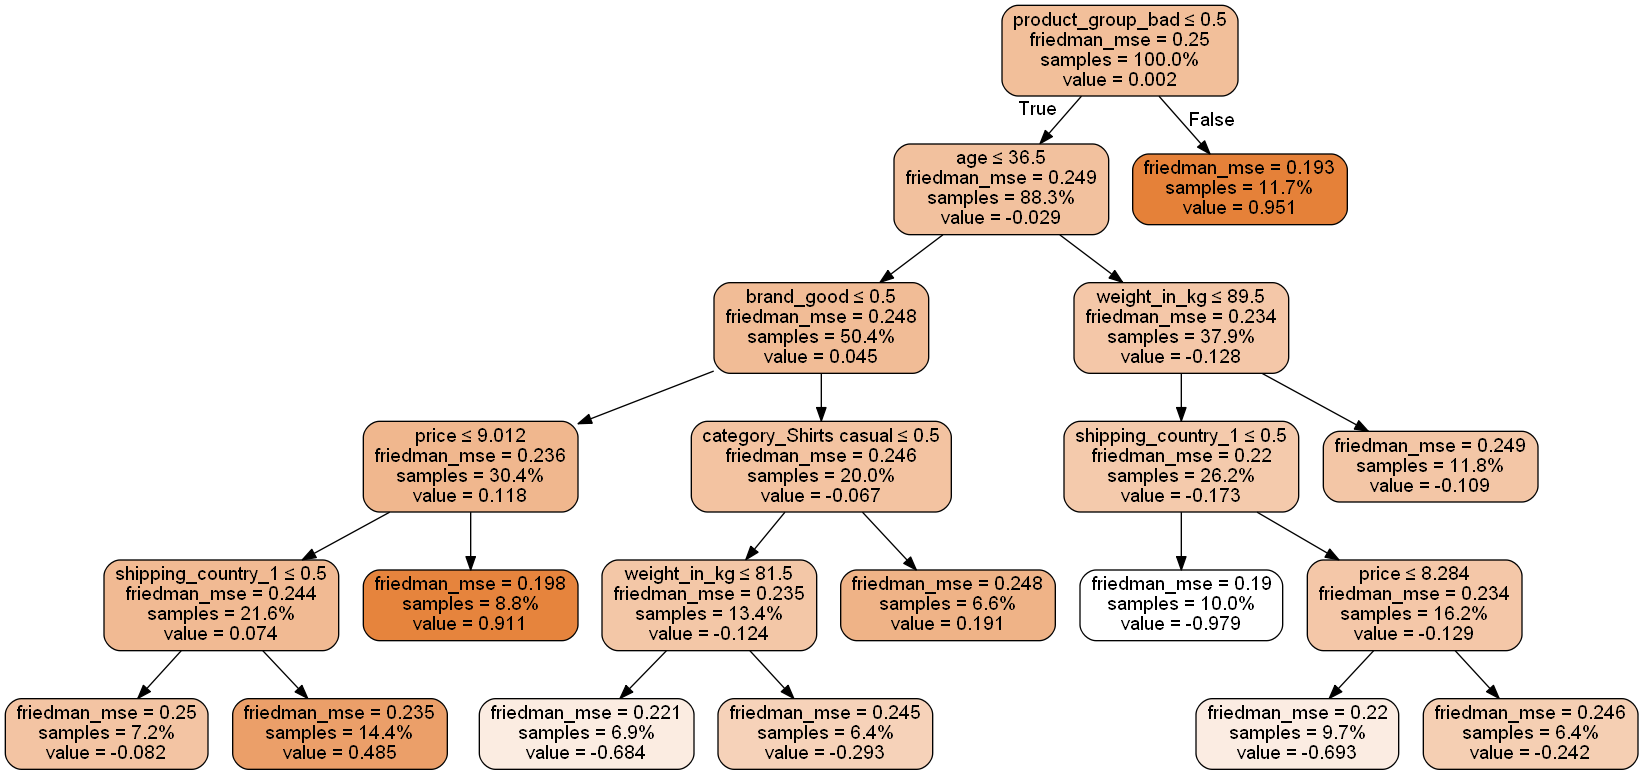 product_group_bad ≤ 0.5
friedman_mse = 0.25
samples = 100.0%
value = 0.002
True
False
age ≤ 36.5
friedman_mse = 0.249
samples = 88.3%
value = -0.029
friedman_mse = 0.193
samples = 11.7%
value = 0.951
brand_good ≤ 0.5
friedman_mse = 0.248
samples = 50.4%
value = 0.045
weight_in_kg ≤ 89.5
friedman_mse = 0.234
samples = 37.9%
value = -0.128
price ≤ 9.012
friedman_mse = 0.236
samples = 30.4%
value = 0.118
category_Shirts casual ≤ 0.5
friedman_mse = 0.246
samples = 20.0%
value = -0.067
shipping_country_1 ≤ 0.5
friedman_mse = 0.22
samples = 26.2%
value = -0.173
friedman_mse = 0.249
samples = 11.8%
value = -0.109
shipping_country_1 ≤ 0.5
friedman_mse = 0.244
samples = 21.6%
value = 0.074
friedman_mse = 0.198
samples = 8.8%
value = 0.911
weight_in_kg ≤ 81.5
friedman_mse = 0.235
samples = 13.4%
value = -0.124
friedman_mse = 0.248
samples = 6.6%
value = 0.191
friedman_mse = 0.19
samples = 10.0%
value = -0.979
price ≤ 8.284
friedman_mse = 0.234
samples = 16.2%
value = -0.129
friedman_mse = 0.25
samples = 7.2%
value = -0.082
friedman_mse = 0.235
samples = 14.4%
value = 0.485
friedman_mse = 0.221
samples = 6.9%
value = -0.684
friedman_mse = 0.245
samples = 6.4%
value = -0.293
friedman_mse = 0.22
samples = 9.7%
value = -0.693
friedman_mse = 0.246
samples = 6.4%
value = -0.242